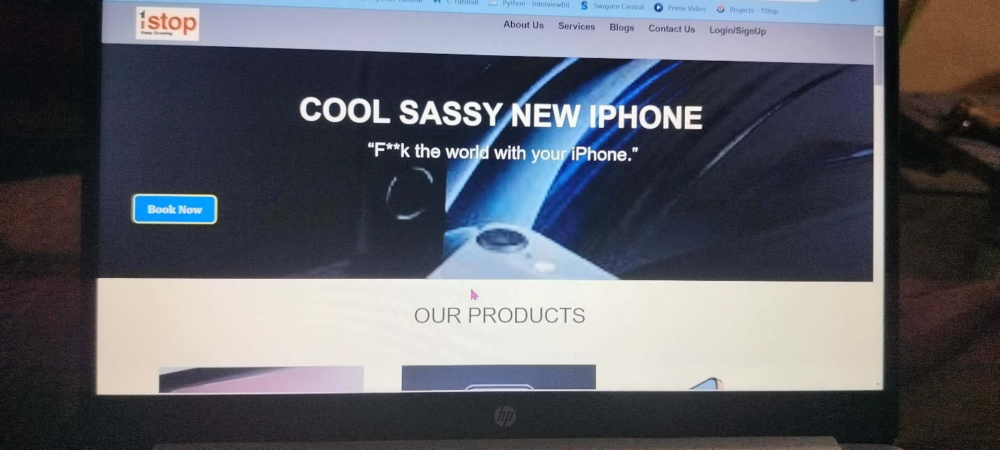 C Tutorial Python - InterviewBit Swayam Central Prime Video Projects - 1Stop
1stop
Keep Growing
About Us Services Blogs Contact Us Login/SignUp
COOL SASSY NEW IPHONE
“F**k the world with your iPhone.”
Book Now
OUR PRODUCTS
hp